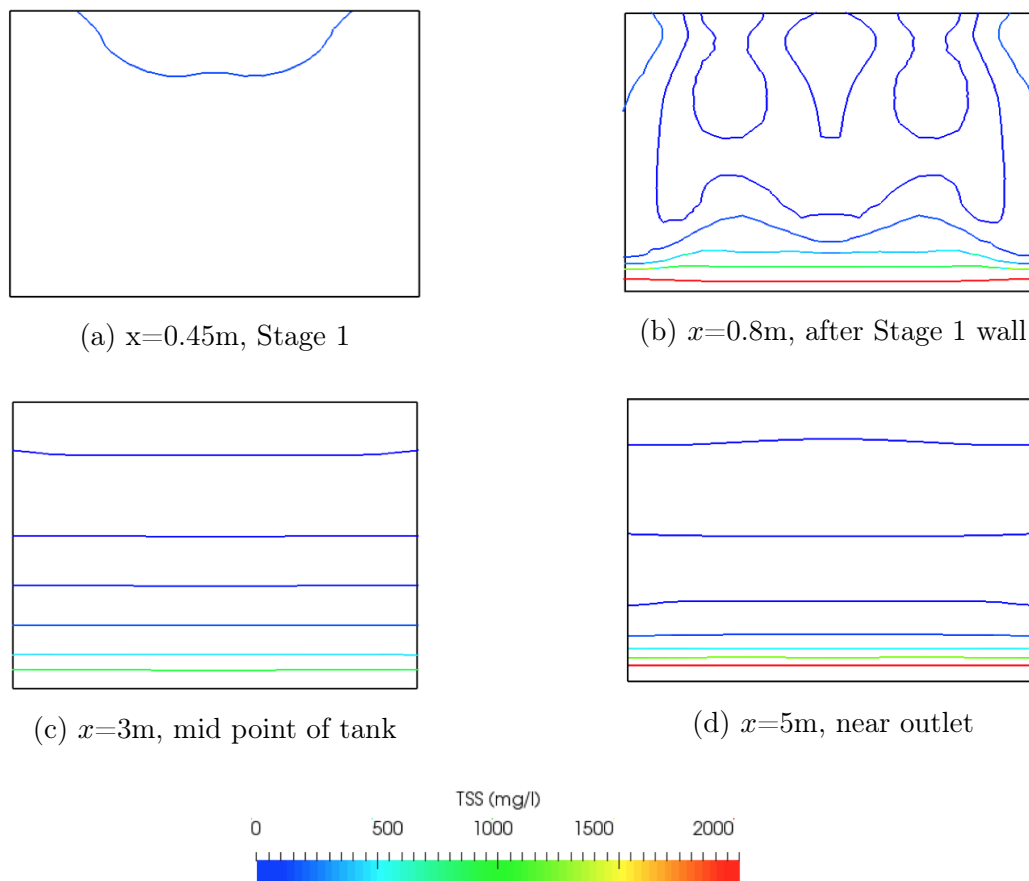 (a) x=0.45m, Stage 1
(b) x=0.8m, after Stage 1 wall
(c) x=3m, mid point of tank
(d) x=5m, near outlet
TSS (mg/l)
0 500 1000 1500 2000